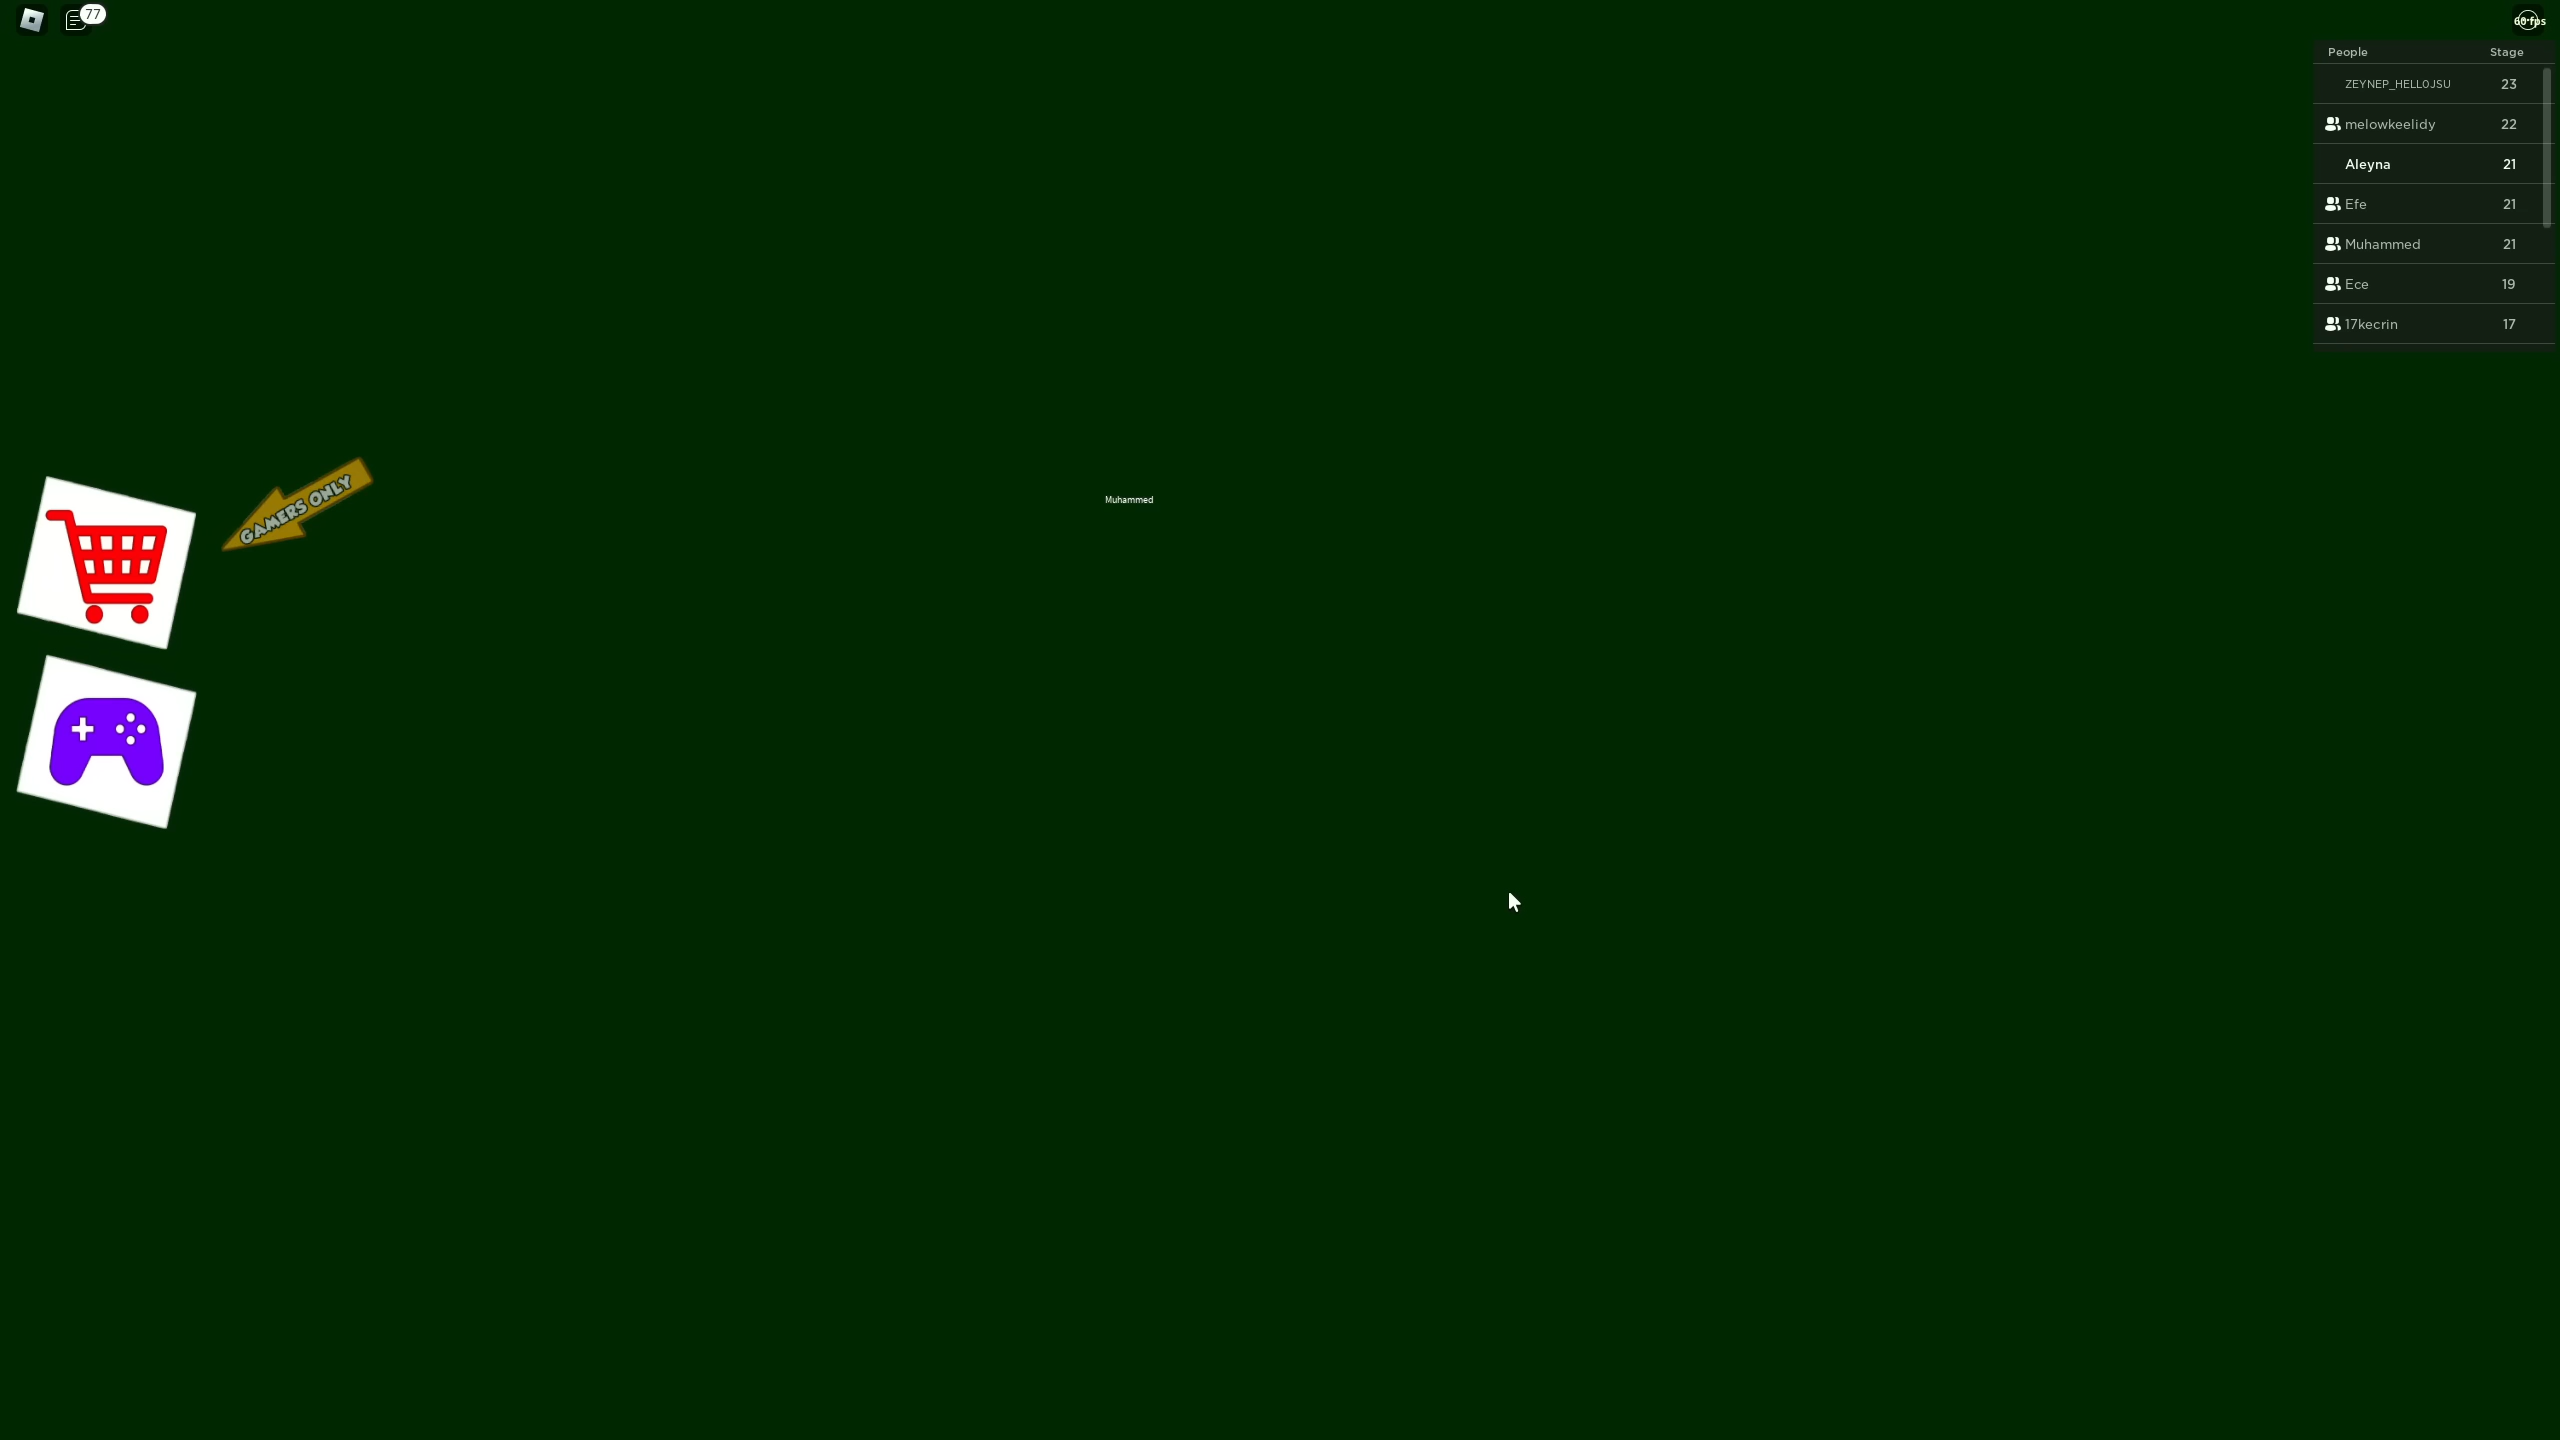 77
60 fps
People Stage
ZEYNEP_HELL0JSU 23
melowkeelidy 22
Aleyna 21
Efe 21
Muhammed 21
Ece 19
17kecrin 17
GAMERS ONLY
Muhammed